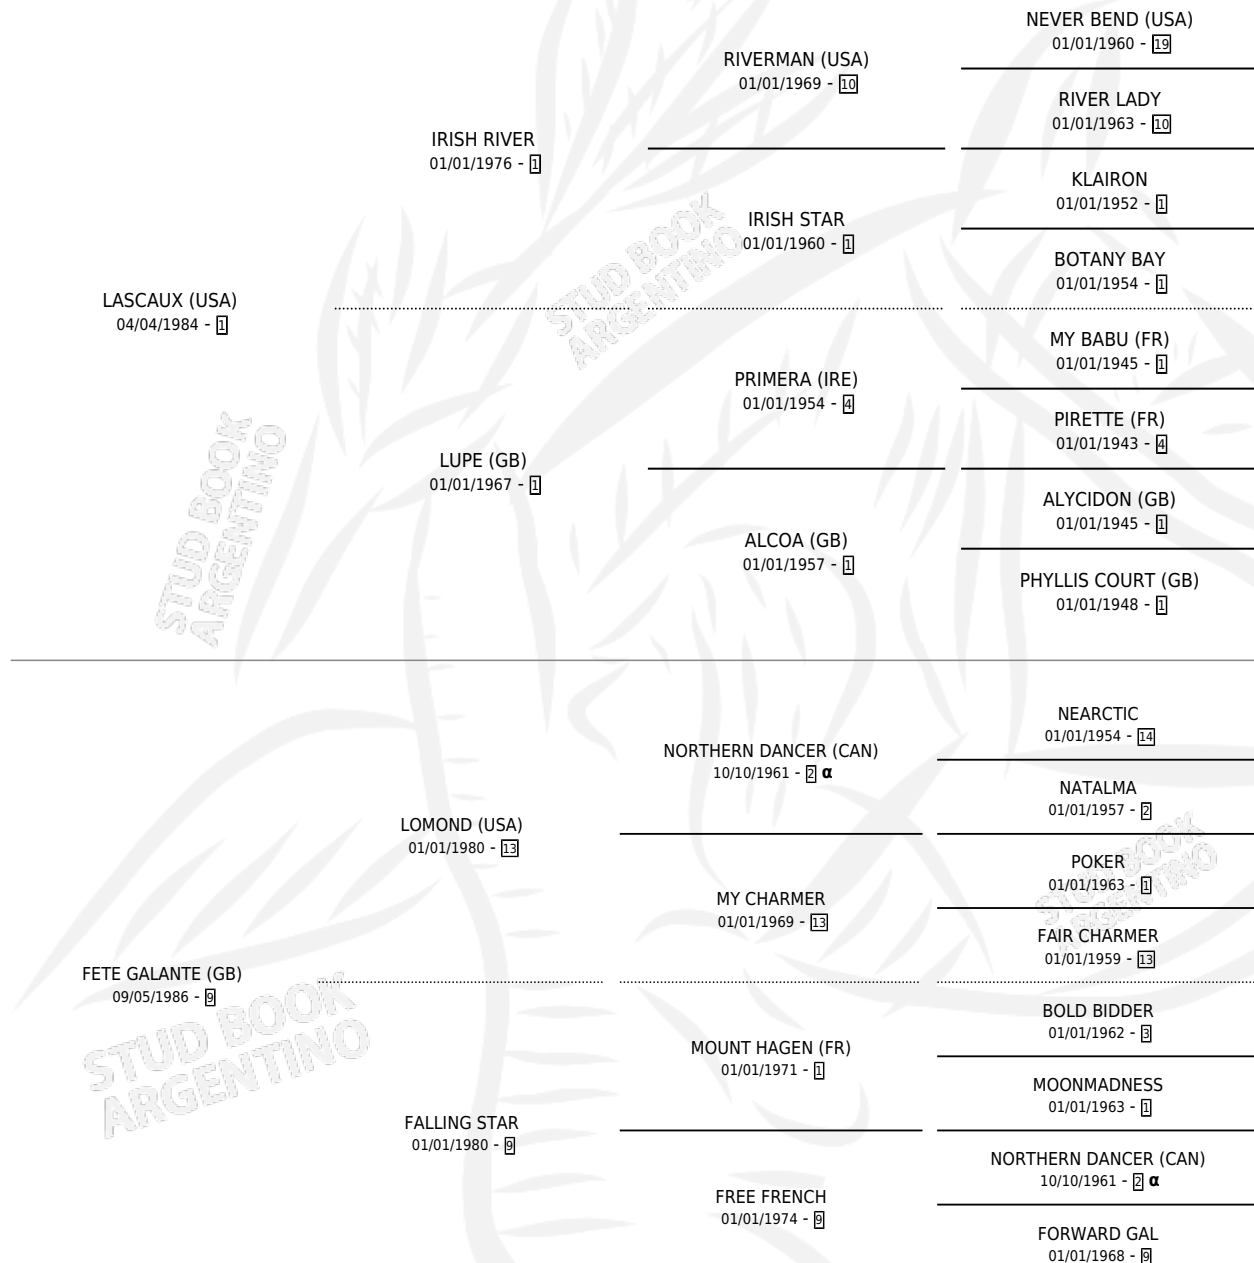 NEVER BEND (USA)
01/01/1960 - 19
RIVERMAN (USA)
01/01/1969 - 10
RIVER LADY
01/01/1963 - 10
IRISH RIVER
01/01/1976 - 1
KLAIRON
01/01/1952 - 1
IRISH STAR
01/01/1960 - 1
BOTANY BAY
01/01/1954 - 1
LASCAUX (USA)
04/04/1984 - 1
MY BABU (FR)
01/01/1945 - 1
PRIMERA (IRE)
01/01/1954 - 4
PIRETTE (FR)
01/01/1943 - 4
LUPE (GB)
01/01/1967 - 1
ALYCIDON (GB)
01/01/1945 - 1
ALCOA (GB)
01/01/1957 - 1
PHYLLIS COURT (GB)
01/01/1948 - 1
NEARCTIC
01/01/1954 - 14
NORTHERN DANCER (CAN)
10/10/1961 - 2 α
NATALMA
01/01/1957 - 2
LOMOND (USA)
01/01/1980 - 13
POKER
01/01/1963 - 1
MY CHARMER
01/01/1969 - 13
FAIR CHARMER
01/01/1959 - 13
FETE GALANTE (GB)
09/05/1986 - 9
BOLD BIDDER
01/01/1962 - 3
MOUNT HAGEN (FR)
01/01/1971 - 1
MOONMADNESS
01/01/1963 - 1
FALLING STAR
01/01/1980 - 9
NORTHERN DANCER (CAN)
10/10/1961 - 2 α
FREE FRENCH
01/01/1974 - 9
FORWARD GAL
01/01/1968 - 9
STUD BOOK
ARGENTINO
STUD BOOK
ARGENTINO
STUD BOOK
ARGENTINO
STUD BOOK
ARGENTINO